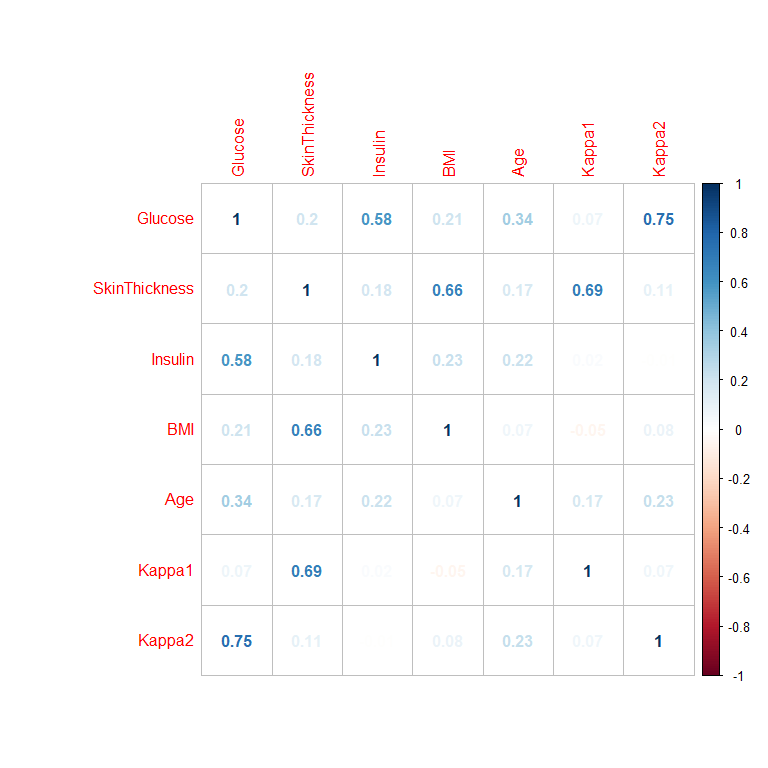 Glucose SkinThickness Insulin BMI Age Kappa1 Kappa2
Glucose 1 0.2 0.58 0.21 0.34 0.07 0.75
SkinThickness 0.2 1 0.18 0.66 0.17 0.69 0.11
Insulin 0.58 0.18 1 0.23 0.22 0.02
BMI 0.21 0.66 0.23 1 0.07 -0.05 0.08
Age 0.34 0.17 0.22 0.07 1 0.17 0.23
Kappa1 0.07 0.69 0.02 -0.05 0.17 1 0.07
Kappa2 0.75 0.11 0.08 0.23 0.07 1
1
0.8
0.6
0.4
0.2
0
-0.2
-0.4
-0.6
-0.8
-1